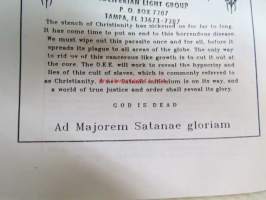 LUCIFERIAN LIGHT GROUP
P. O. BOX 7207
TAMPA, FL 33673-7207
The stench of Christianity has sickened us for far to long.
It has come time to put an end to this horrendous disease.
We must wipe out this parasite once and for all, before it
spreads its plague to all areas of the globe. The only way
to rid us of this cancerous like growth is to cut it out at
the core. The O.F.E. will work to reveal the hypocrisy and
lies of this cult of slaves, which is commonly referred to
as Christianity. A new Satanic millennium is on its way, and
a world of true justice and order shall reveal its glory.
GOD IS DEAD
Ad Majorem Satanae gloriam